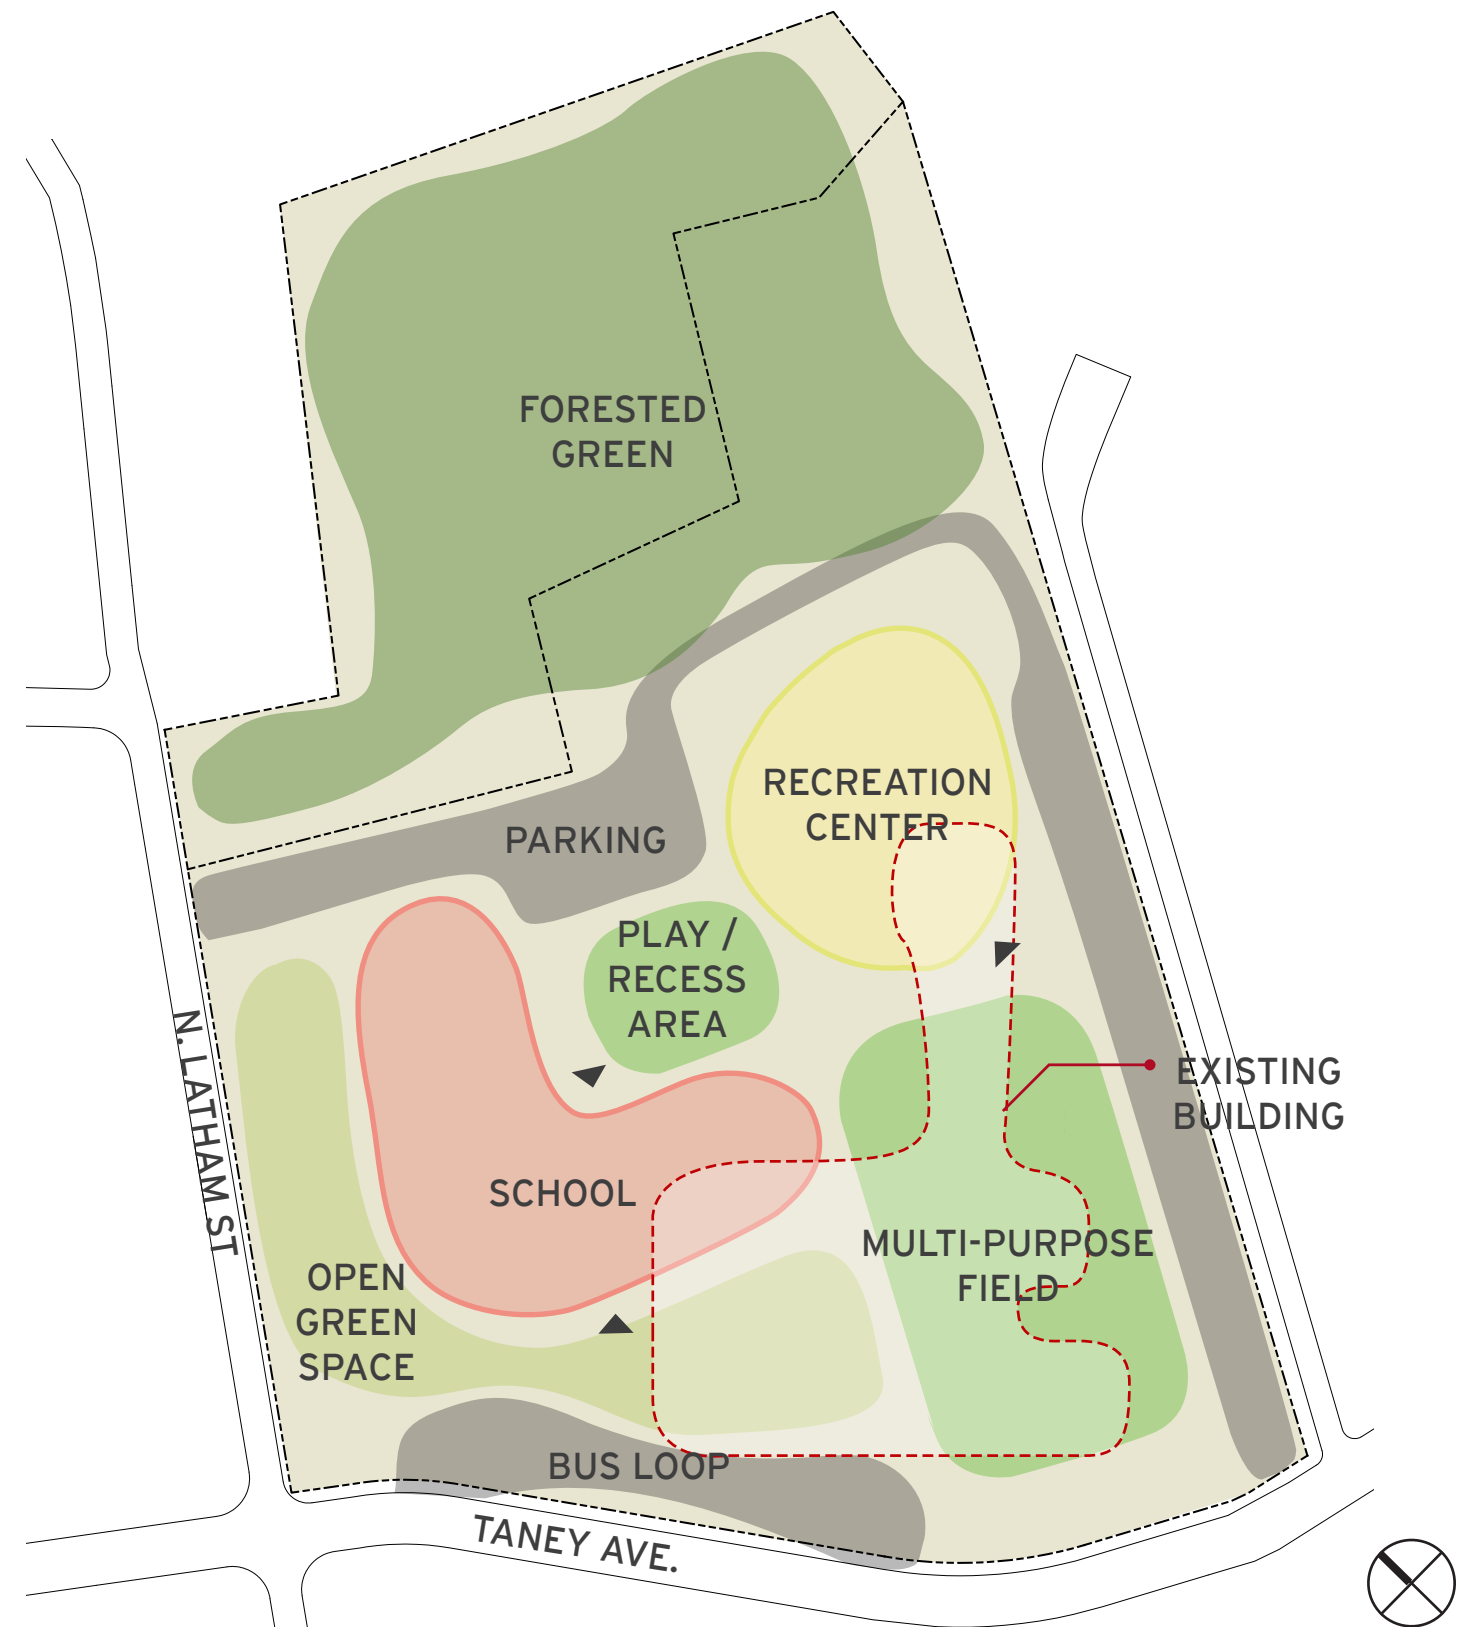 FORESTED
GREEN
RECREATION
CENTER
PARKING
PLAY /
RECESS
AREA
N. LATHAM ST
EXISTING
BUILDING
SCHOOL
MULTI-PURPOSE
FIELD
OPEN
GREEN
SPACE
BUS LOOP
TANEY AVE.